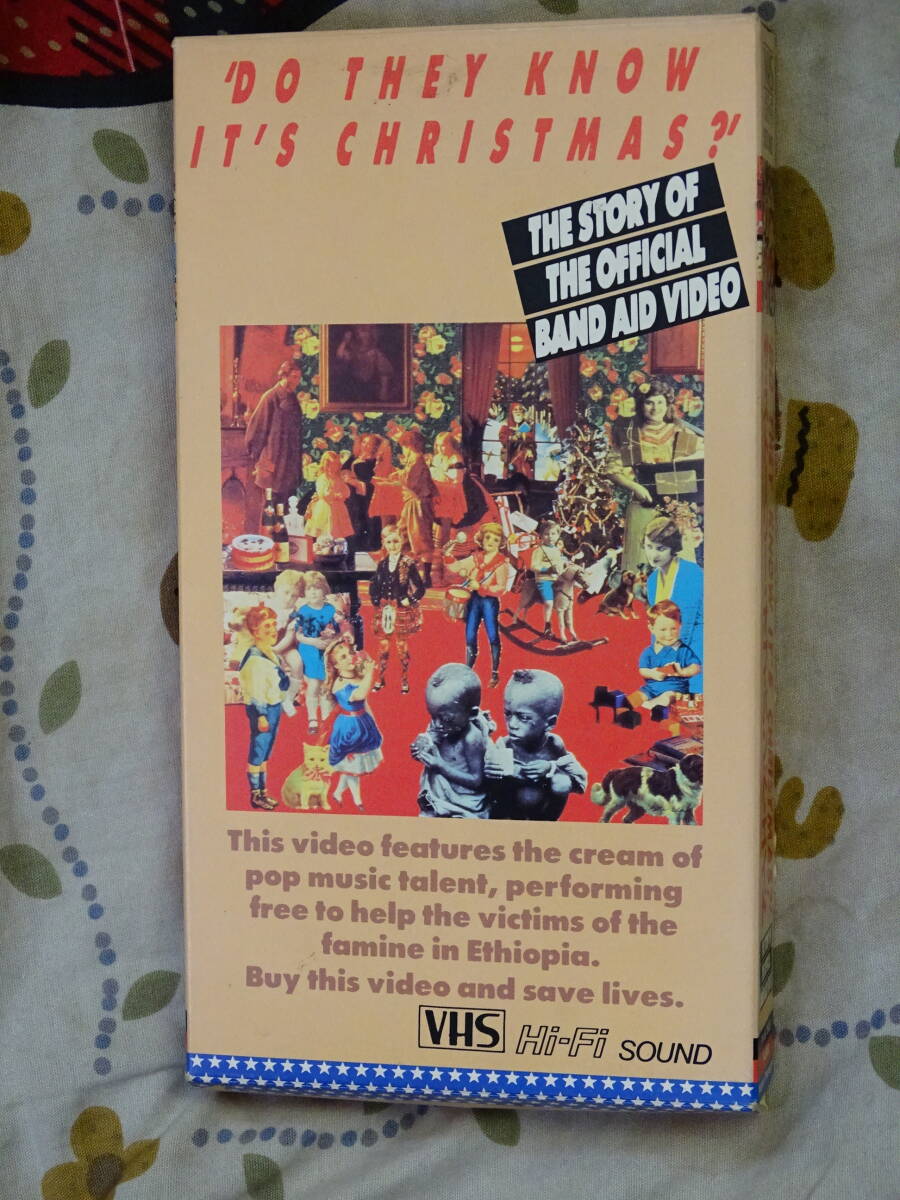 'DO THEY KNOW
IT'S CHRISTMAS?'
THE STORY OF
THE OFFICIAL
BAND AID VIDEO
This video features the cream of
pop music talent, performing
free to help the victims of the
famine in Ethiopia.
Buy this video and save lives.
VHS Hi-Fi SOUND